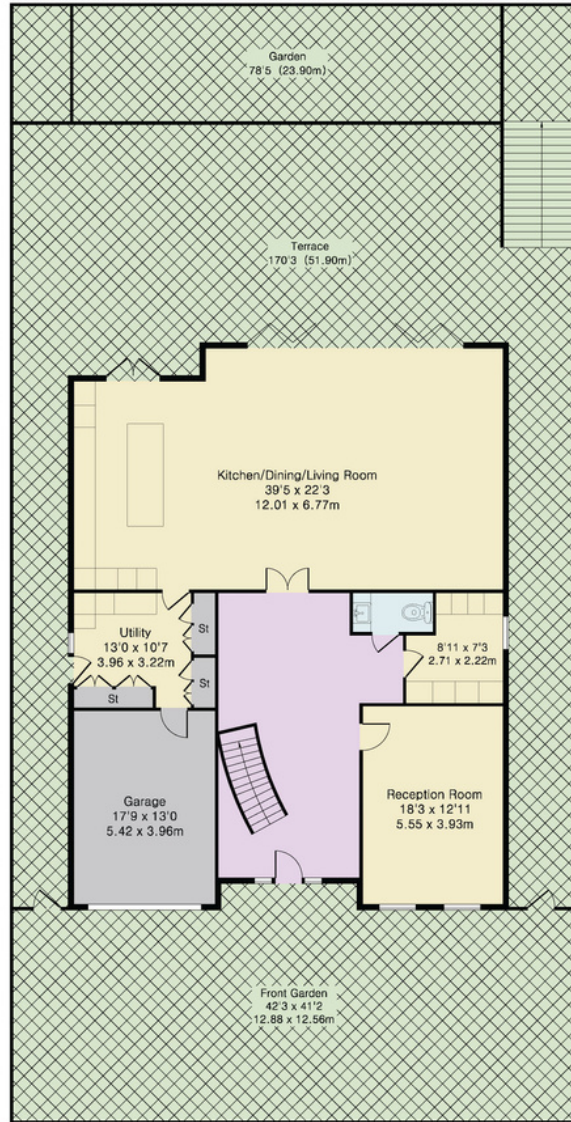 Garden
78'5 (23.90m)
Terrace
170'3 (51.90m)
Kitchen/Dining/Living Room
39'5 x 22'3
12.01 x 6.77m
Utility
13'0 x 10'7
3.96 x 3.22m
St
St
St
8'11 x 7'3
2.71 x 2.22m
Garage
17'9 x 13'0
5.42 x 3.96m
Reception Room
18'3 x 12'11
5.55 x 3.93m
Front Garden
42'3 x 41'2
12.88 x 12.56m